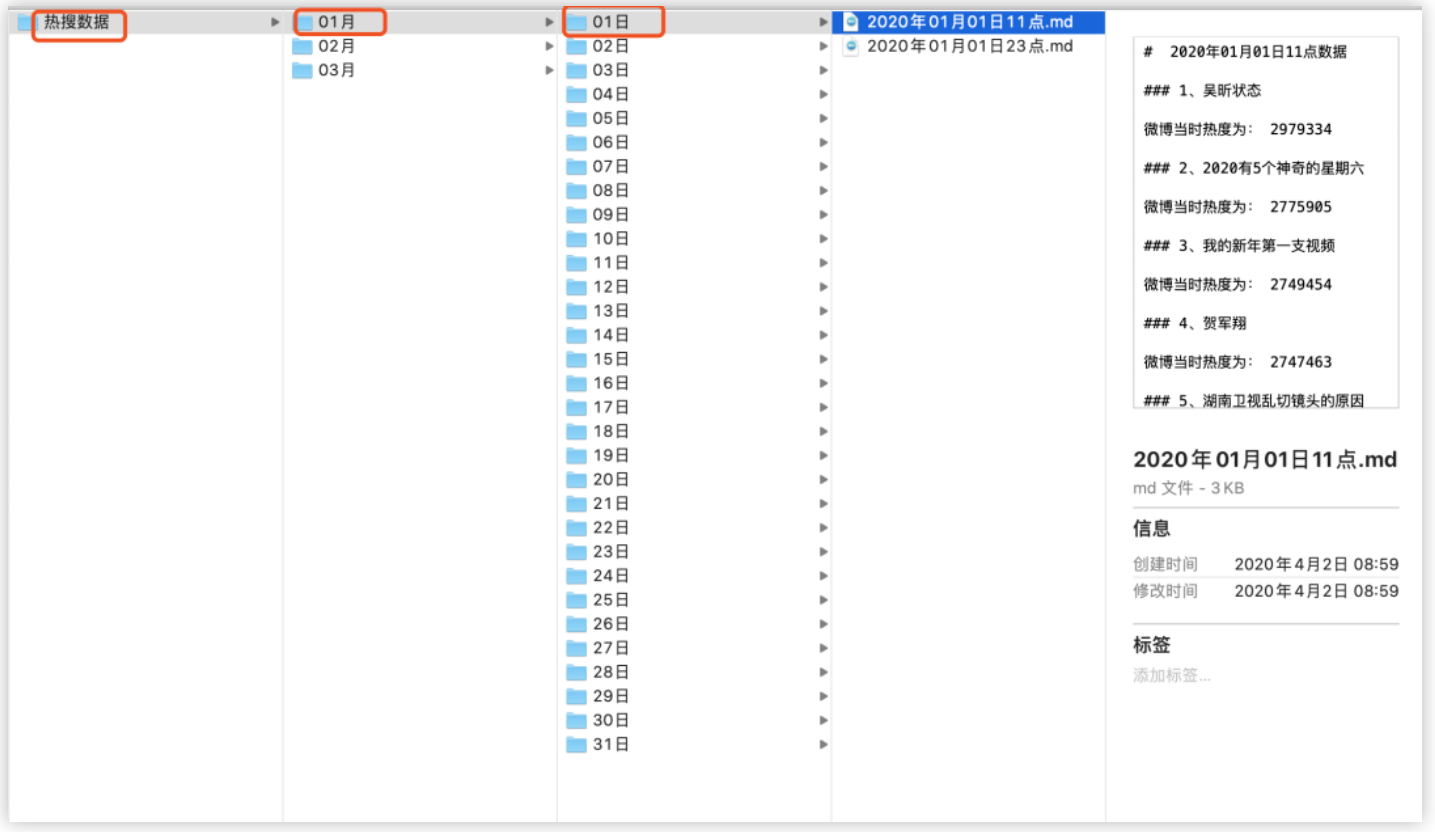 热搜数据
01月
02月
03月
01日
02日
03日
04日
05日
06日
07日
08日
09日
10日
11日
12日
13日
14日
15日
16日
17日
18日
19日
20日
21日
22日
23日
24日
25日
26日
27日
28日
29日
30日
31日
2020年01月01日11点.md
2020年01月01日23点.md
# 2020年01月01日11点数据
### 1、吴昕状态
微博当时热度为： 2979334
### 2、2020有5个神奇的星期六
微博当时热度为： 2775905
### 3、我的新年第一支视频
微博当时热度为： 2749454
### 4、贺军翔
微博当时热度为： 2747463
### 5、湖南卫视乱切镜头的原因
2020年01月01日11点.md
md 文件 - 3 KB
信息
创建时间 2020年4月2日 08:59
修改时间 2020年4月2日 08:59
标签
添加标签...